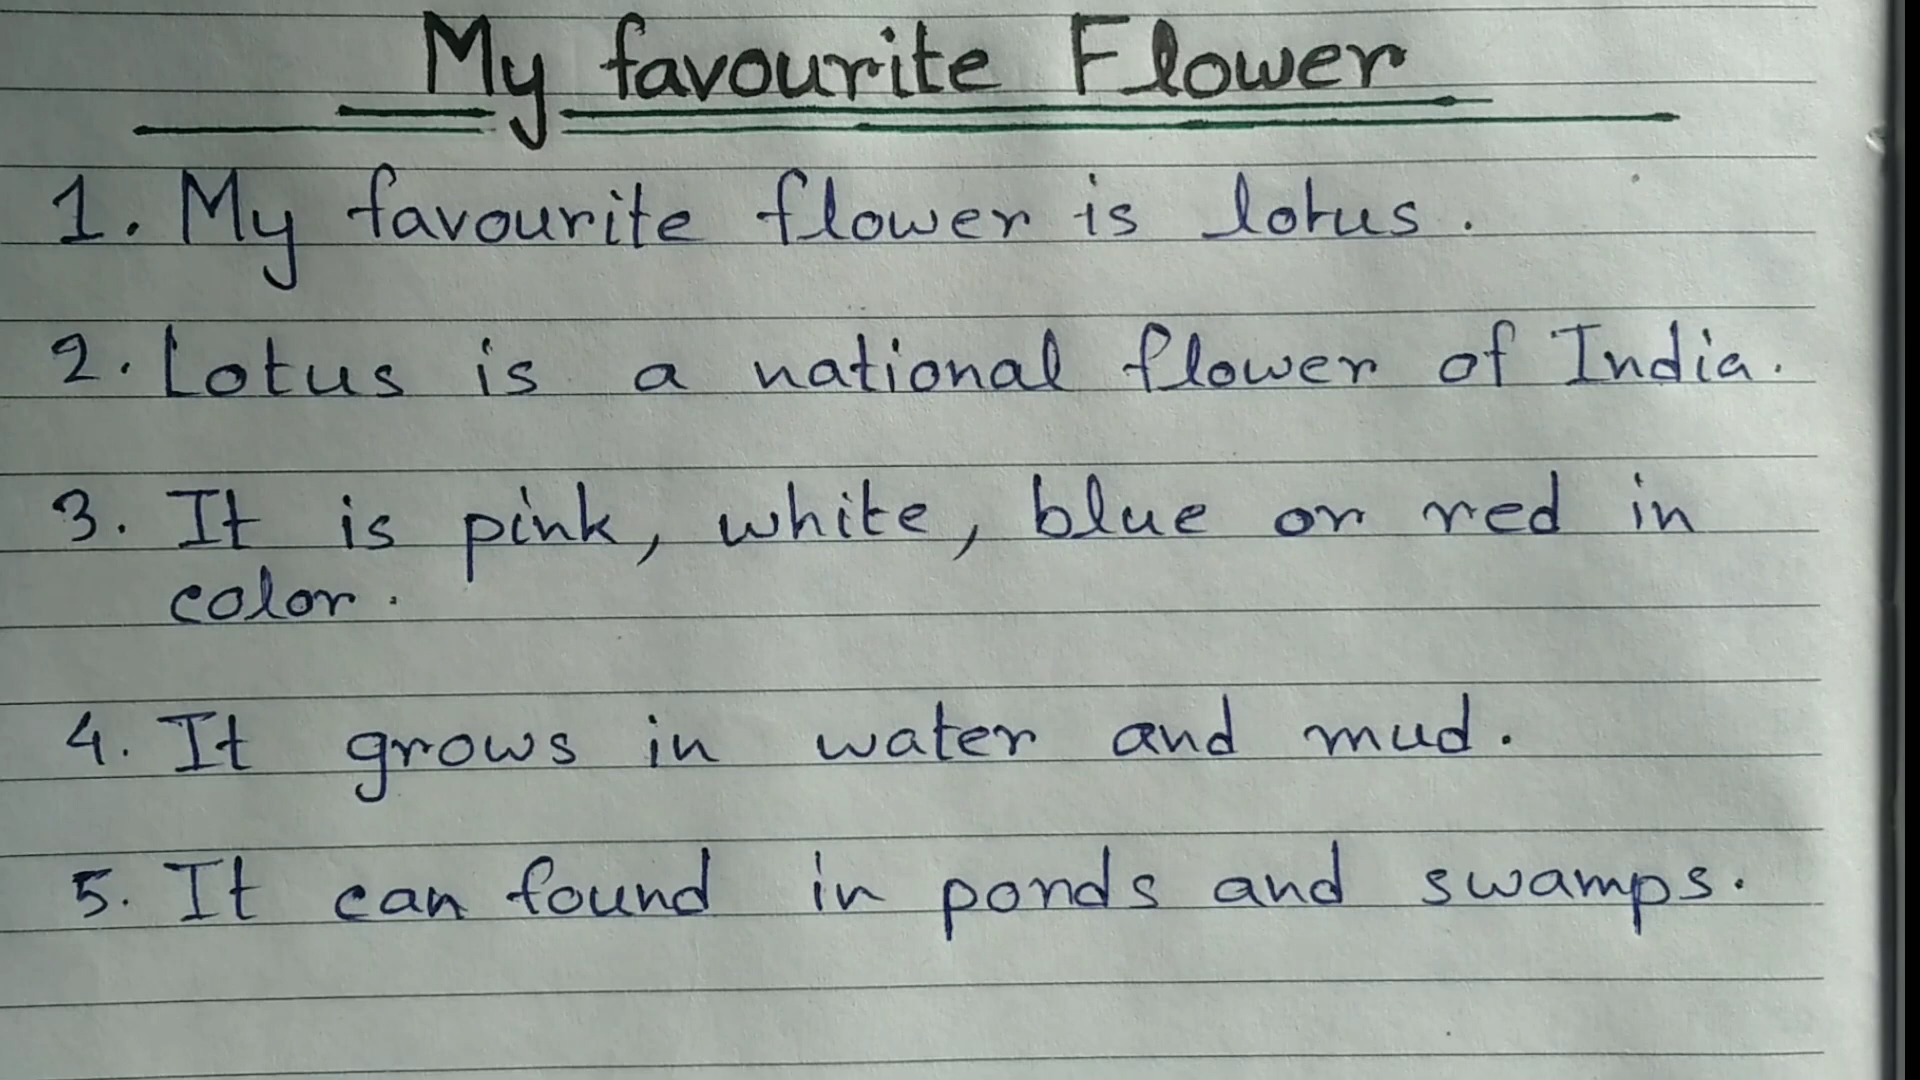 My favourite Flower
1. My favourite flower is lotus.
2. Lotus is a national flower of India.
3. It is pink, white, blue or red in
color.
4. It grows in water and mud.
5. It can found in ponds and swamps.